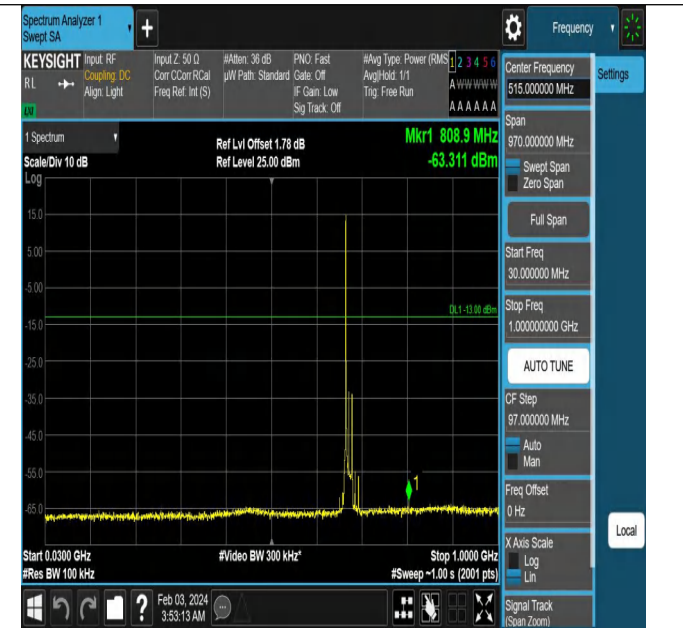 Spectrum Analyzer 1
Swept SA
+
Frequency
KEYSIGHT
RL
LXI
Input: RF
Coupling: DC
Align: Light
Input Z: 50 Ω
Corr CCorr RCal
Freq Ref: Int (S)
#Atten: 36 dB
µW Path: Standard
PNO: Fast
Gate: Off
IF Gain: Low
Sig Track: Off
#Avg Type: Power (RMS
Avg|Hold: 1/1
Trig: Free Run
1 2 3 4 5 6
A W W W W W
A A A A A A
1 Spectrum
Scale/Div 10 dB
Log
Ref Lvl Offset 1.78 dB
Ref Level 25.00 dBm
Mkr1 808.9 MHz
-63.311 dBm
15.0
5.00
-5.00
-15.0
-25.0
-35.0
-45.0
-55.0
-65.0
DL1 -13.00 dBm
1
Start 0.0300 GHz
#Res BW 100 kHz
#Video BW 300 kHz*
Stop 1.0000 GHz
#Sweep ~1.00 s (2001 pts)
?
Feb 03, 2024
3:53:13 AM
Center Frequency
515.000000 MHz
Span
970.000000 MHz
Swept Span
Zero Span
Full Span
Start Freq
30.000000 MHz
Stop Freq
1.000000000 GHz
AUTO TUNE
CF Step
97.000000 MHz
Auto
Man
Freq Offset
0 Hz
X Axis Scale
Log
Lin
Signal Track
(Span Zoom)
Settings
Local